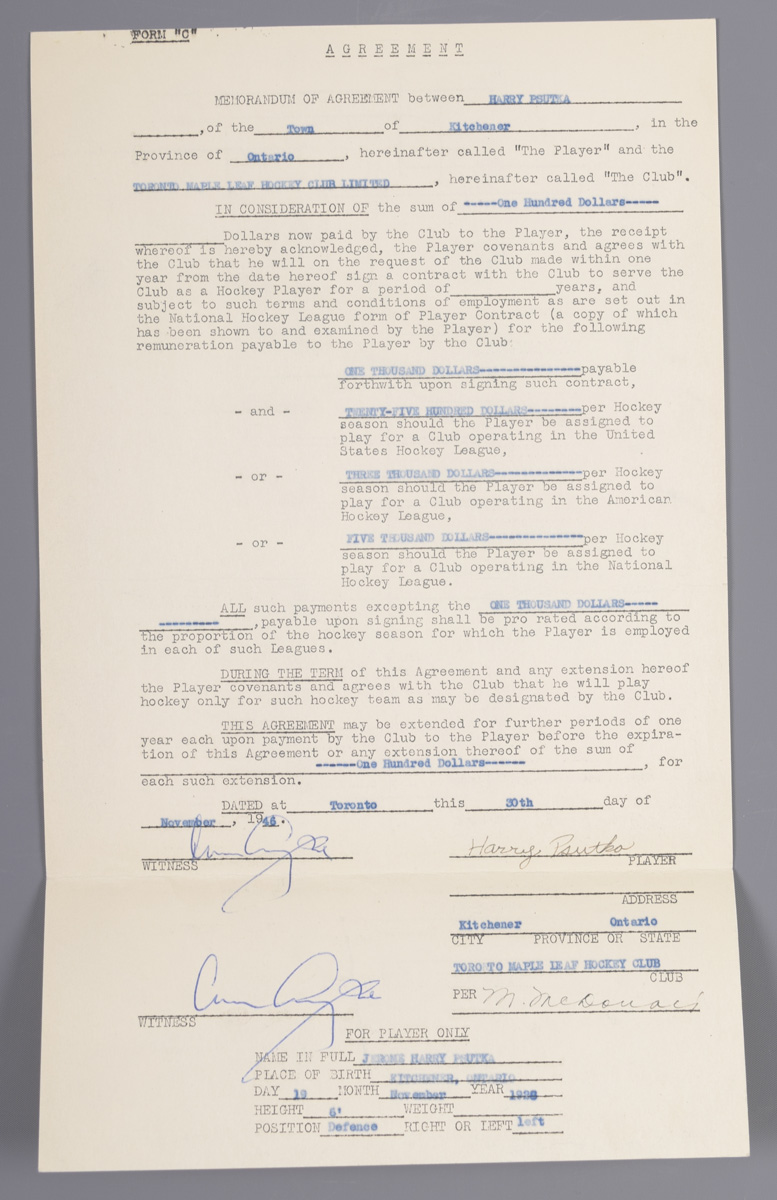 FORM "C"
AGREEMENT
MEMORANDUM OF AGREEMENT between HARRY PSUTKA
,of the Town of Kitchener, in the
Province of Ontario, hereinafter called "The Player" and the
TORONTO MAPLE LEAF HOCKEY CLUB LIMITED, hereinafter called "The Club".
IN CONSIDERATION OF the sum of -----One Hundred Dollars-----
Dollars now paid by the Club to the Player, the receipt
whereof is hereby acknowledged, the Player covenants and agrees with
the Club that he will on the request of the Club made within one
year from the date hereof sign a contract with the Club to serve the
Club as a Hockey Player for a period of years, and
subject to such terms and conditions of employment as are set out in
the National Hockey League form of Player Contract (a copy of which
has been shown to and examined by the Player) for the following
remuneration payable to the Player by the Club:
ONE THOUSAND DOLLARS---------------payable
forthwith upon signing such contract,
- and - TWENTY-FIVE HUNDRED DOLLARS--------per Hockey
season should the Player be assigned to
play for a Club operating in the United
States Hockey League,
- or - THREE THOUSAND DOLLARS-------------per Hockey
season should the Player be assigned to
play for a Club operating in the American
Hockey League,
- or - FIVE THOUSAND DOLLARS--------------per Hockey
season should the Player be assigned to
play for a Club operating in the National
Hockey League.
ALL such payments excepting the ONE THOUSAND DOLLARS-----
----------,payable upon signing shall be pro rated according to
the proportion of the hockey season for which the Player is employed
in each of such Leagues.
DURING THE TERM of this Agreement and any extension hereof
the Player covenants and agrees with the Club that he will play
hockey only for such hockey team as may be designated by the Club.
THIS AGREEMENT may be extended for further periods of one
year each upon payment by the Club to the Player before the expira-
tion of this Agreement or any extension thereof of the sum of
------One Hundred Dollars------, for
each such extension.
DATED at Toronto this 30th day of
November, 1946.
Harry Psutka
WITNESS PLAYER
ADDRESS
Kitchener Ontario
CITY PROVINCE OR STATE
TORONTO MAPLE LEAF HOCKEY CLUB
CLUB
PER M. McDonald
WITNESS
FOR PLAYER ONLY
NAME IN FULL JEROME HARRY PSUTKA
PLACE OF BIRTH KITCHENER, ONTARIO
DAY 19 MONTH November YEAR 1928
HEIGHT 6' WEIGHT
POSITION Defence RIGHT OR LEFT left